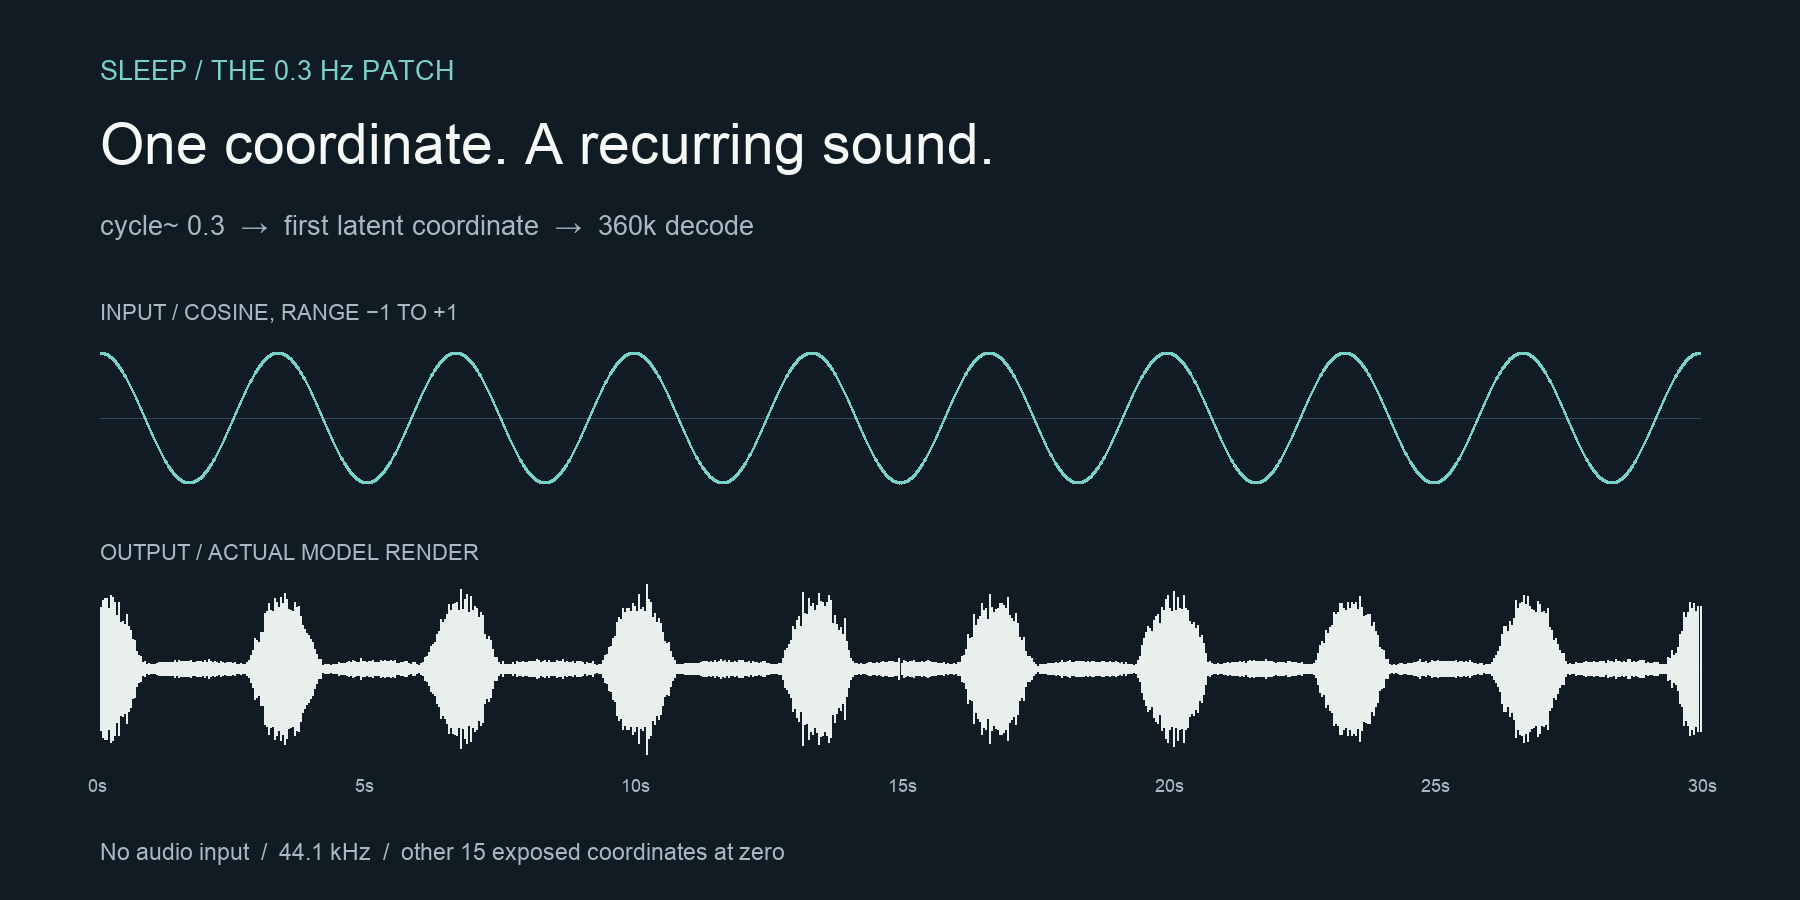 SLEEP / THE 0.3 Hz PATCH
One coordinate. A recurring sound.
cycle~ 0.3 → first latent coordinate → 360k decode
INPUT / COSINE, RANGE −1 TO +1
OUTPUT / ACTUAL MODEL RENDER
0s 5s 10s 15s 20s 25s 30s
No audio input / 44.1 kHz / other 15 exposed coordinates at zero